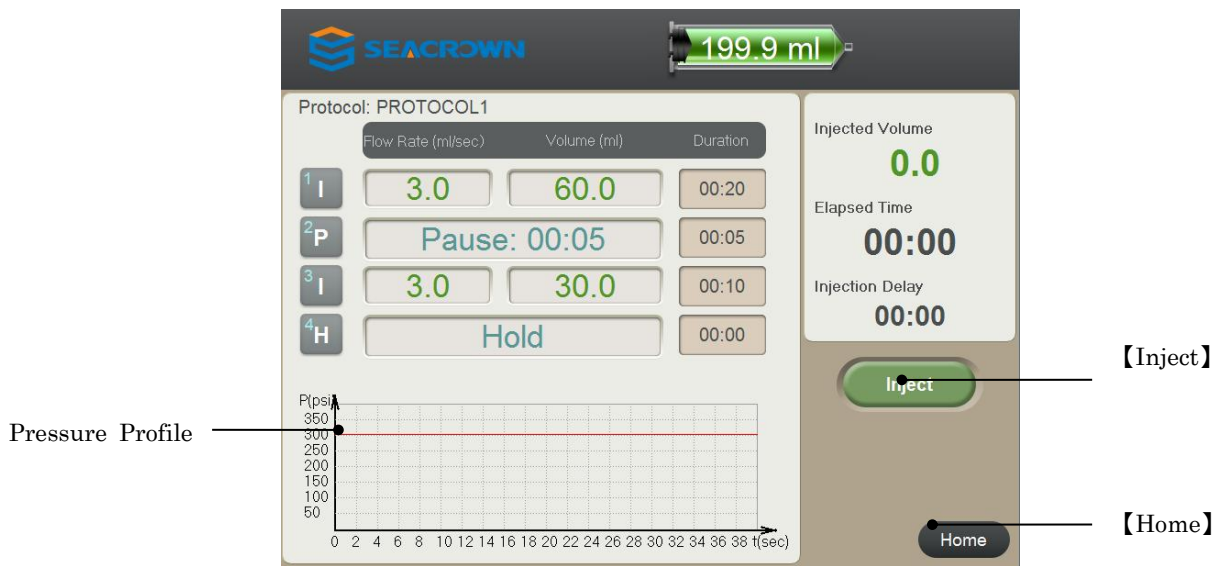 SEACROWN
199.9 ml
Protocol: PROTOCOL1
Flow Rate (ml/sec) Volume (ml) Duration
1 I 3.0 60.0 00:20
2 P Pause: 00:05 00:05
3 I 3.0 30.0 00:10
4 H Hold 00:00
Injected Volume
0.0
Elapsed Time
00:00
Injection Delay
00:00
Inject
【Inject】
Pressure Profile
P(psi)
350
300
250
200
150
100
50
0 2 4 6 8 10 12 14 16 18 20 22 24 26 28 30 32 34 36 38 t(sec)
Home
【Home】